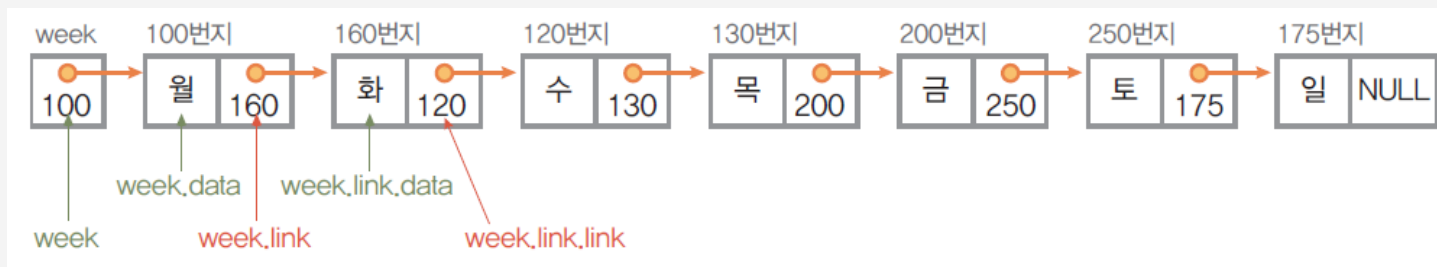 week 100번지 160번지 120번지 130번지 200번지 250번지 175번지
100 월 160 화 120 수 130 목 200 금 250 토 175 일 NULL
week.data week.link.data
week week.link week.link.link